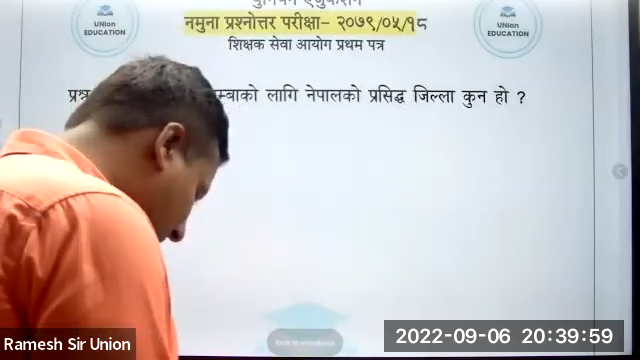 UNION
EDUCATION
UNION
EDUCATION
नमुना प्रश्नोत्तर परीक्षा- २०७९/०५/१८
शिक्षक सेवा आयोग प्रथम पत्र
लागि नेपालको प्रसिद्ध जिल्ला कुन हो ?
Ramesh Sir Union
2022-09-06 20:39:59